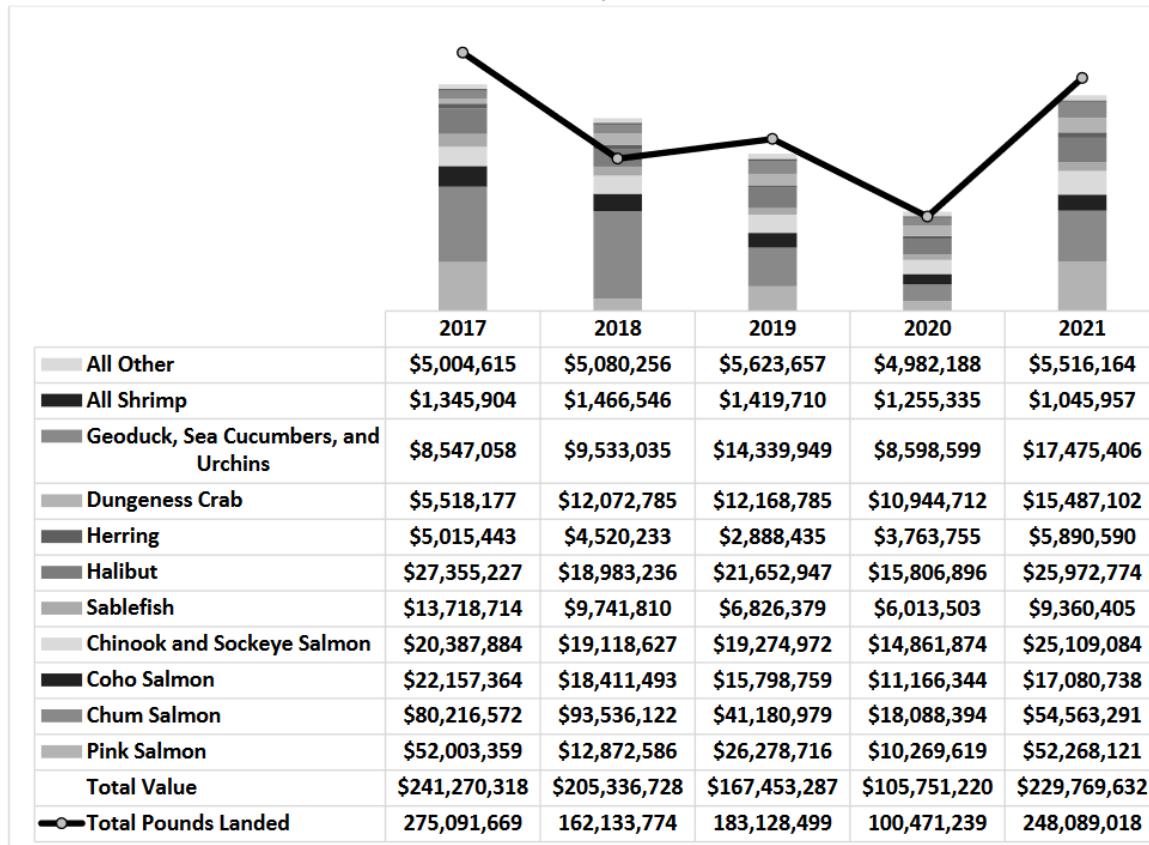 2017 2018 2019 2020 2021
All Other $5,004,615 $5,080,256 $5,623,657 $4,982,188 $5,516,164
All Shrimp $1,345,904 $1,466,546 $1,419,710 $1,255,335 $1,045,957
Geoduck, Sea Cucumbers, and
Urchins $8,547,058 $9,533,035 $14,339,949 $8,598,599 $17,475,406
Dungeness Crab $5,518,177 $12,072,785 $12,168,785 $10,944,712 $15,487,102
Herring $5,015,443 $4,520,233 $2,888,435 $3,763,755 $5,890,590
Halibut $27,355,227 $18,983,236 $21,652,947 $15,806,896 $25,972,774
Sablefish $13,718,714 $9,741,810 $6,826,379 $6,013,503 $9,360,405
Chinook and Sockeye Salmon $20,387,884 $19,118,627 $19,274,972 $14,861,874 $25,109,084
Coho Salmon $22,157,364 $18,411,493 $15,798,759 $11,166,344 $17,080,738
Chum Salmon $80,216,572 $93,536,122 $41,180,979 $18,088,394 $54,563,291
Pink Salmon $52,003,359 $12,872,586 $26,278,716 $10,269,619 $52,268,121
Total Value $241,270,318 $205,336,728 $167,453,287 $105,751,220 $229,769,632
Total Pounds Landed 275,091,669 162,133,774 183,128,499 100,471,239 248,089,018